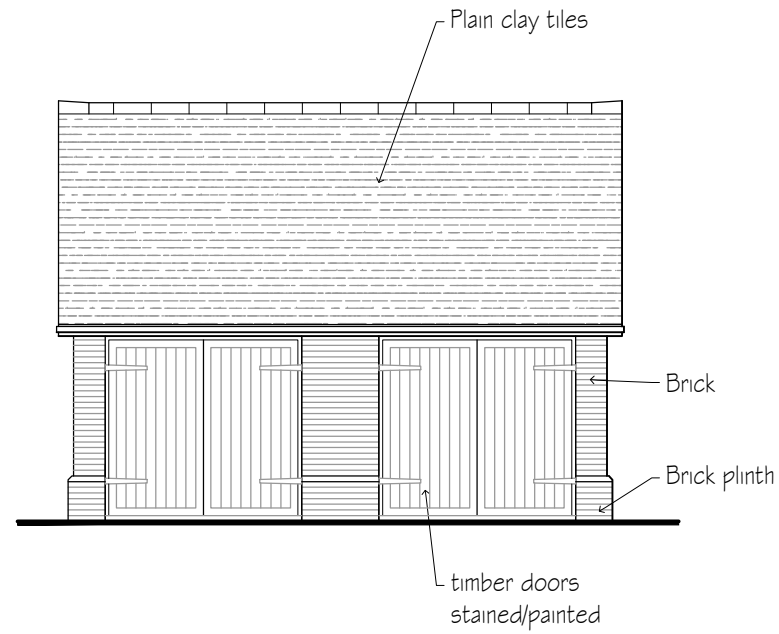 Plain clay tiles
Brick
Brick plinth
timber doors
stained/painted